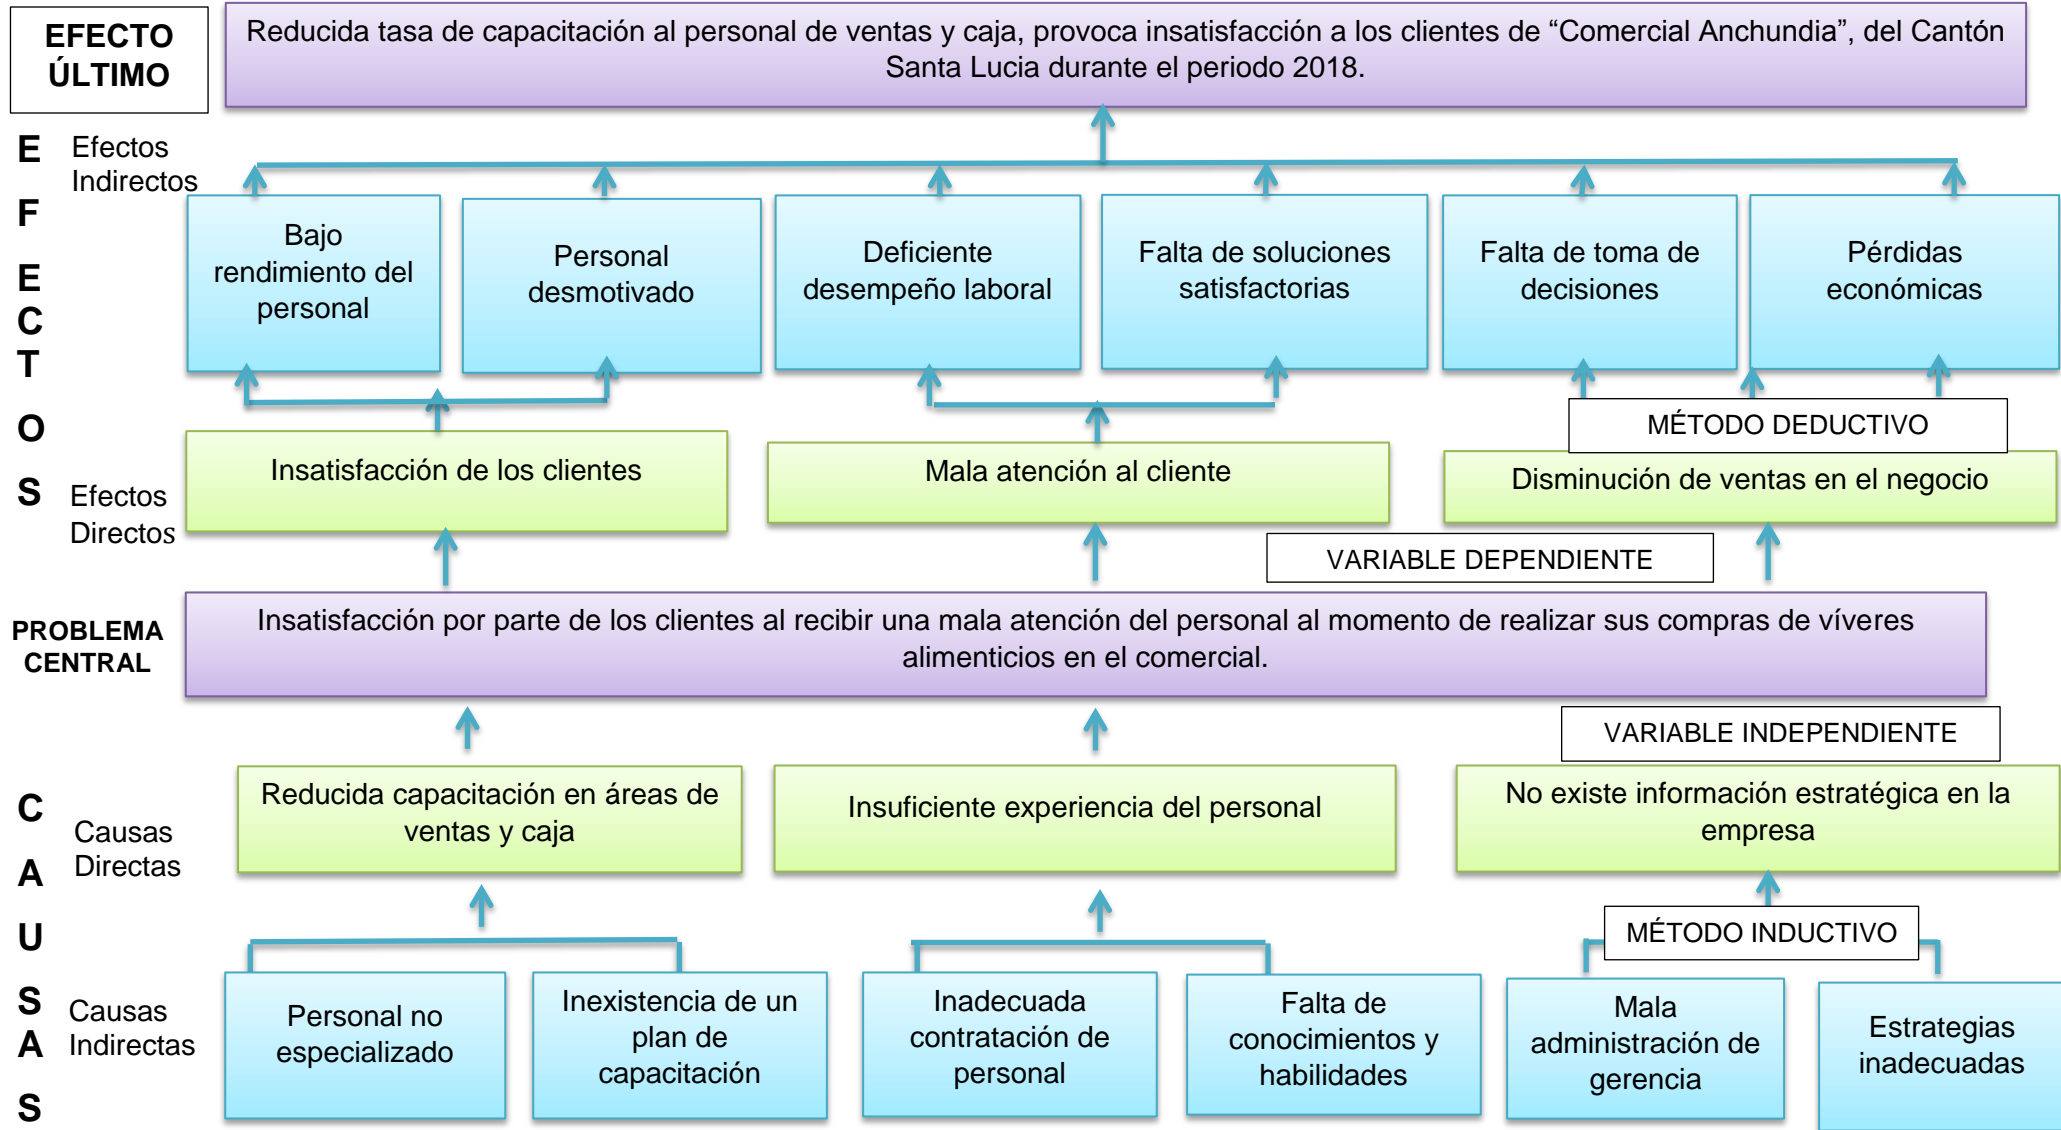 EFECTO
ÚLTIMO
Reducida tasa de capacitación al personal de ventas y caja, provoca insatisfacción a los clientes de “Comercial Anchundia”, del Cantón
Santa Lucia durante el periodo 2018.
EFECTOS
Efectos
Indirectos
Bajo
rendimiento del
personal
Personal
desmotivado
Deficiente
desempeño laboral
Falta de soluciones
satisfactorias
Falta de toma de
decisiones
Pérdidas
económicas
MÉTODO DEDUCTIVO
Efectos
Directos
Insatisfacción de los clientes
Mala atención al cliente
Disminución de ventas en el negocio
VARIABLE DEPENDIENTE
PROBLEMA
CENTRAL
Insatisfacción por parte de los clientes al recibir una mala atención del personal al momento de realizar sus compras de víveres
alimenticios en el comercial.
VARIABLE INDEPENDIENTE
CAUSAS
Causas
Directas
Reducida capacitación en áreas de
ventas y caja
Insuficiente experiencia del personal
No existe información estratégica en la
empresa
MÉTODO INDUCTIVO
Causas
Indirectas
Personal no
especializado
Inexistencia de un
plan de
capacitación
Inadecuada
contratación de
personal
Falta de
conocimientos y
habilidades
Mala
administración de
gerencia
Estrategias
inadecuadas